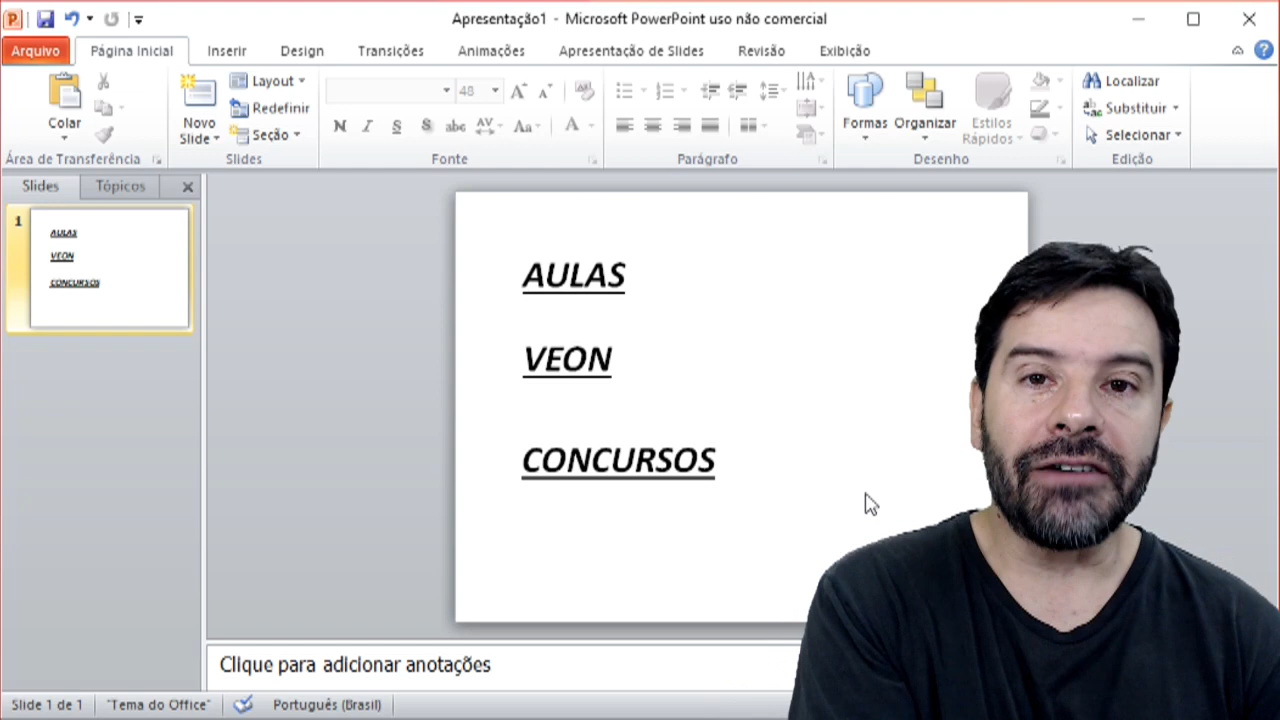 Apresentação1 - Microsoft PowerPoint uso não comercial
Arquivo Página Inicial Inserir Design Transições Animações Apresentação de Slides Revisão Exibição
Colar
Novo Slide
Layout
Redefinir
Seção
48
N I S S abc AV Aa A
Formas
Organizar
Estilos Rápidos
Localizar
Substituir
Selecionar
Área de Transferência Slides Fonte Parágrafo Desenho Edição
Slides Tópicos
1
AULAS
VEON
CONCURSOS
AULAS
VEON
CONCURSOS
Clique para adicionar anotações
Slide 1 de 1 "Tema do Office" Português (Brasil)